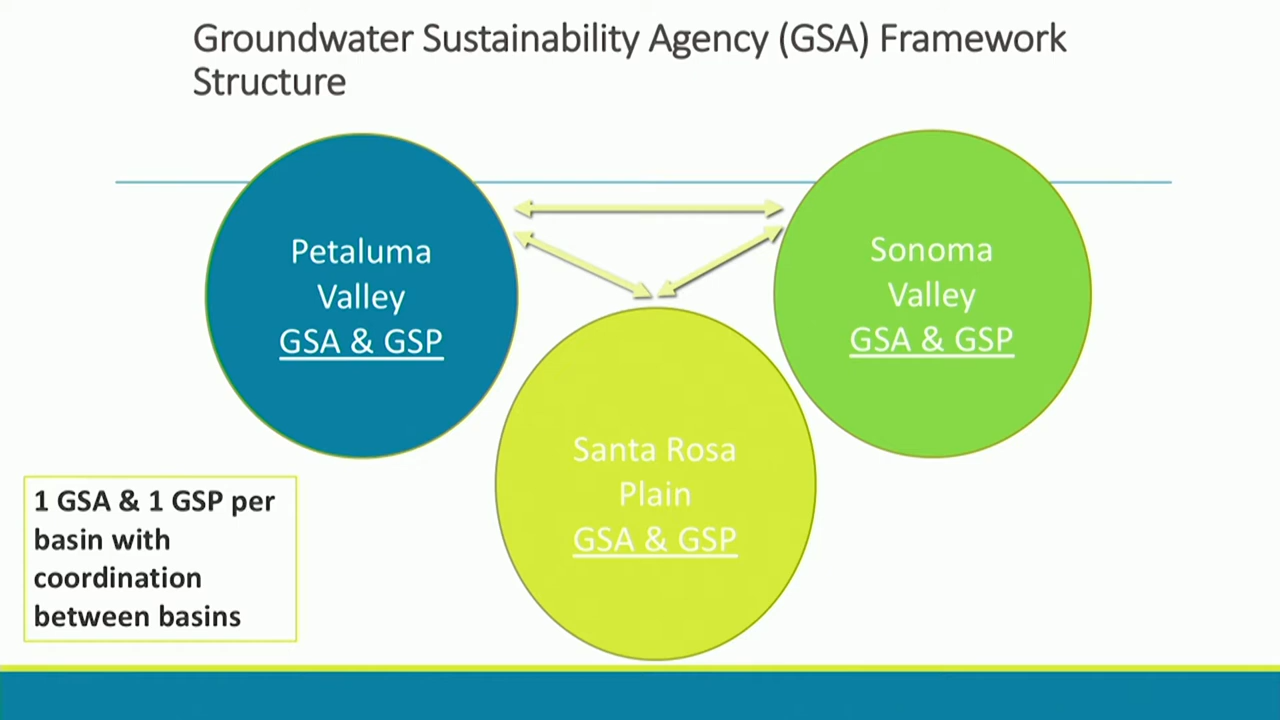 Groundwater Sustainability Agency (GSA) Framework
Structure
Petaluma
Valley
GSA & GSP
Sonoma
Valley
GSA & GSP
Santa Rosa
Plain
GSA & GSP
1 GSA & 1 GSP per
basin with
coordination
between basins